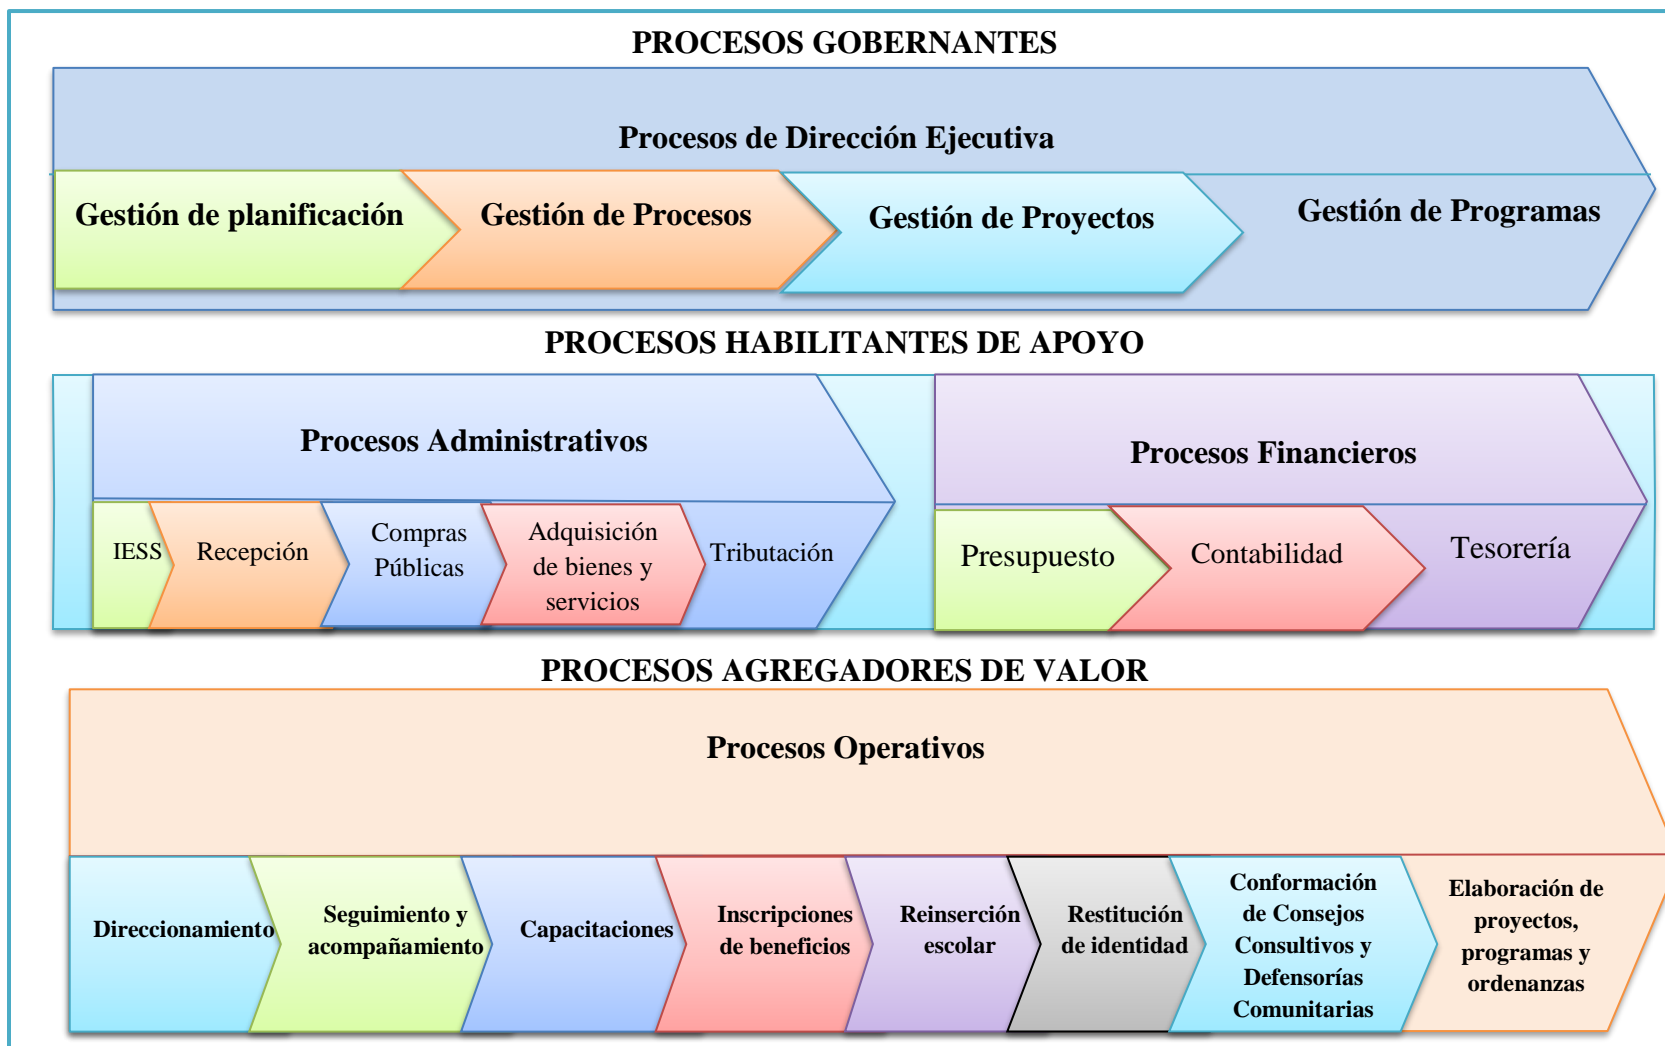 PROCESOS GOBERNANTES
Procesos de Dirección Ejecutiva
Gestión de planificación
Gestión de Procesos
Gestión de Proyectos
Gestión de Programas
PROCESOS HABILITANTES DE APOYO
Procesos Administrativos
IESS
Recepción
Compras
Públicas
Adquisición
de bienes y
servicios
Tributación
Procesos Financieros
Presupuesto
Contabilidad
Tesorería
PROCESOS AGREGADORES DE VALOR
Procesos Operativos
Direccionamiento
Seguimiento y
acompañamiento
Capacitaciones
Inscripciones
de beneficios
Reinserción
escolar
Restitución
de identidad
Conformación
de Consejos
Consultivos y
Defensorías
Comunitarias
Elaboración de
proyectos,
programas y
ordenanzas